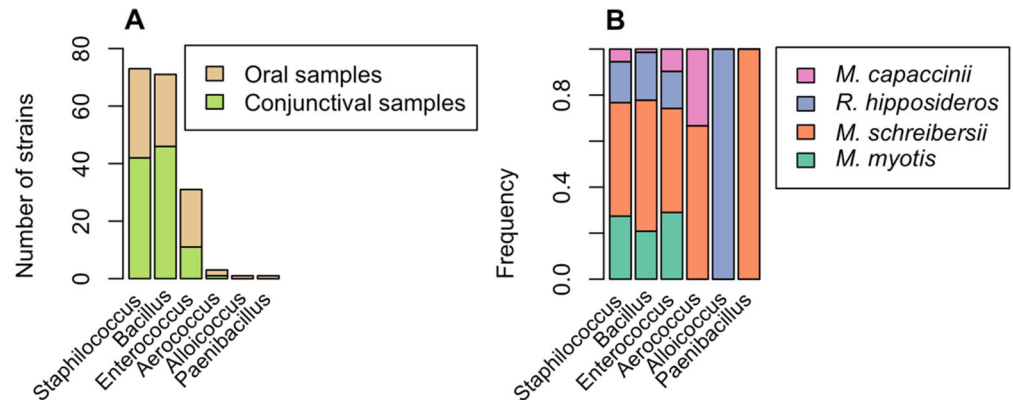 A
Number of strains
80
60
40
20
0
Oral samples
Conjunctival samples
Staphilococcus
Bacillus
Enterococcus
Aerococcus
Alloicoccus
Paenibacillus
B
Frequency
0.8
0.4
0.0
M. capaccinii
R. hipposideros
M. schreibersii
M. myotis
Staphilococcus
Bacillus
Enterococcus
Aerococcus
Alloicoccus
Paenibacillus